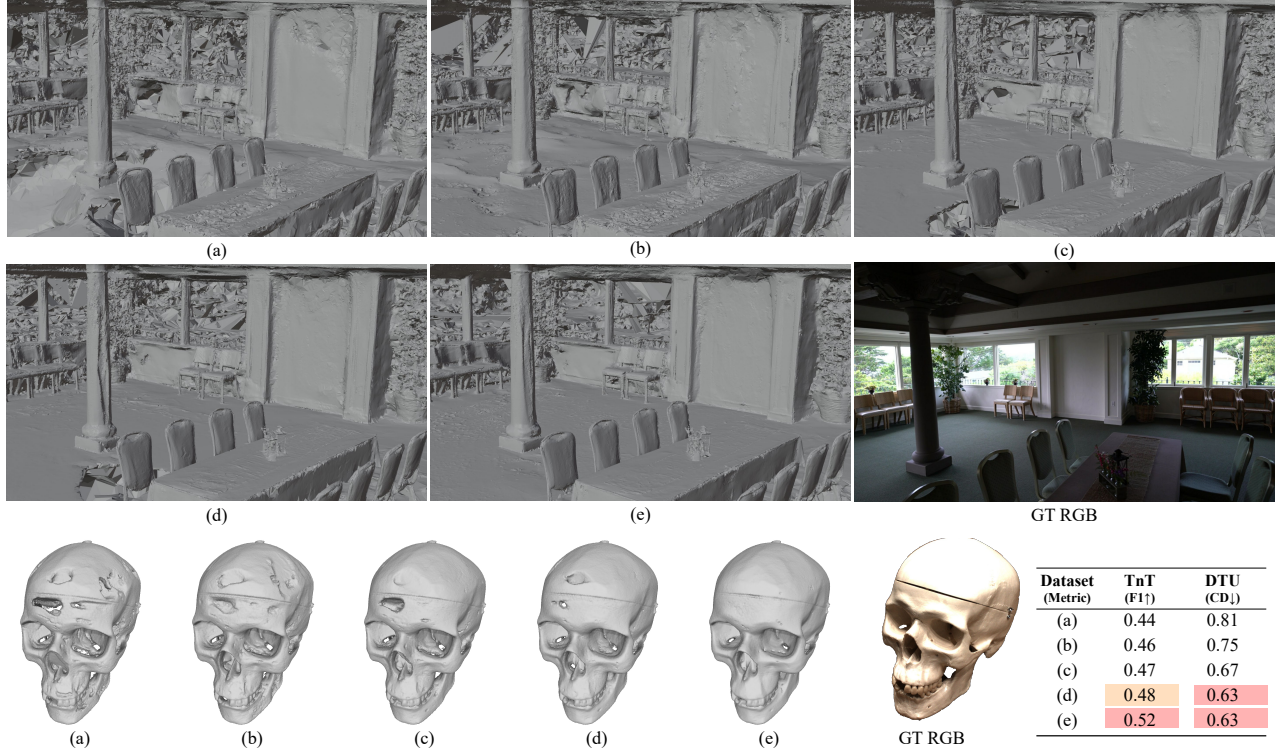 (a)
(b)
(c)
(d)
(e)
GT RGB
(a)
(b)
(c)
(d)
(e)
GT RGB
Dataset TnT DTU
(Metric) (F1↑) (CD↓)
(a) 0.44 0.81
(b) 0.46 0.75
(c) 0.47 0.67
(d) 0.48 0.63
(e) 0.52 0.63